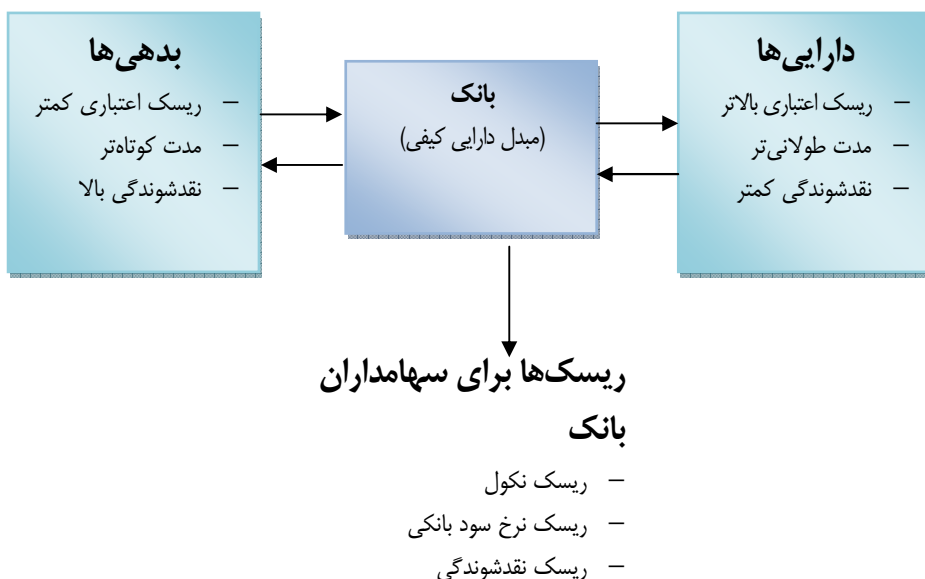 دارایی‌ها
– ریسک اعتباری بالاتر
– مدت طولانی‌تر
– نقدشوندگی کمتر
بانک
(مبدل دارایی کیفی)
بدهی‌ها
– ریسک اعتباری کمتر
– مدت کوتاه‌تر
– نقدشوندگی بالا
ریسک‌ها برای سهامداران
بانک
– ریسک نکول
– ریسک نرخ سود بانکی
– ریسک نقدشوندگی